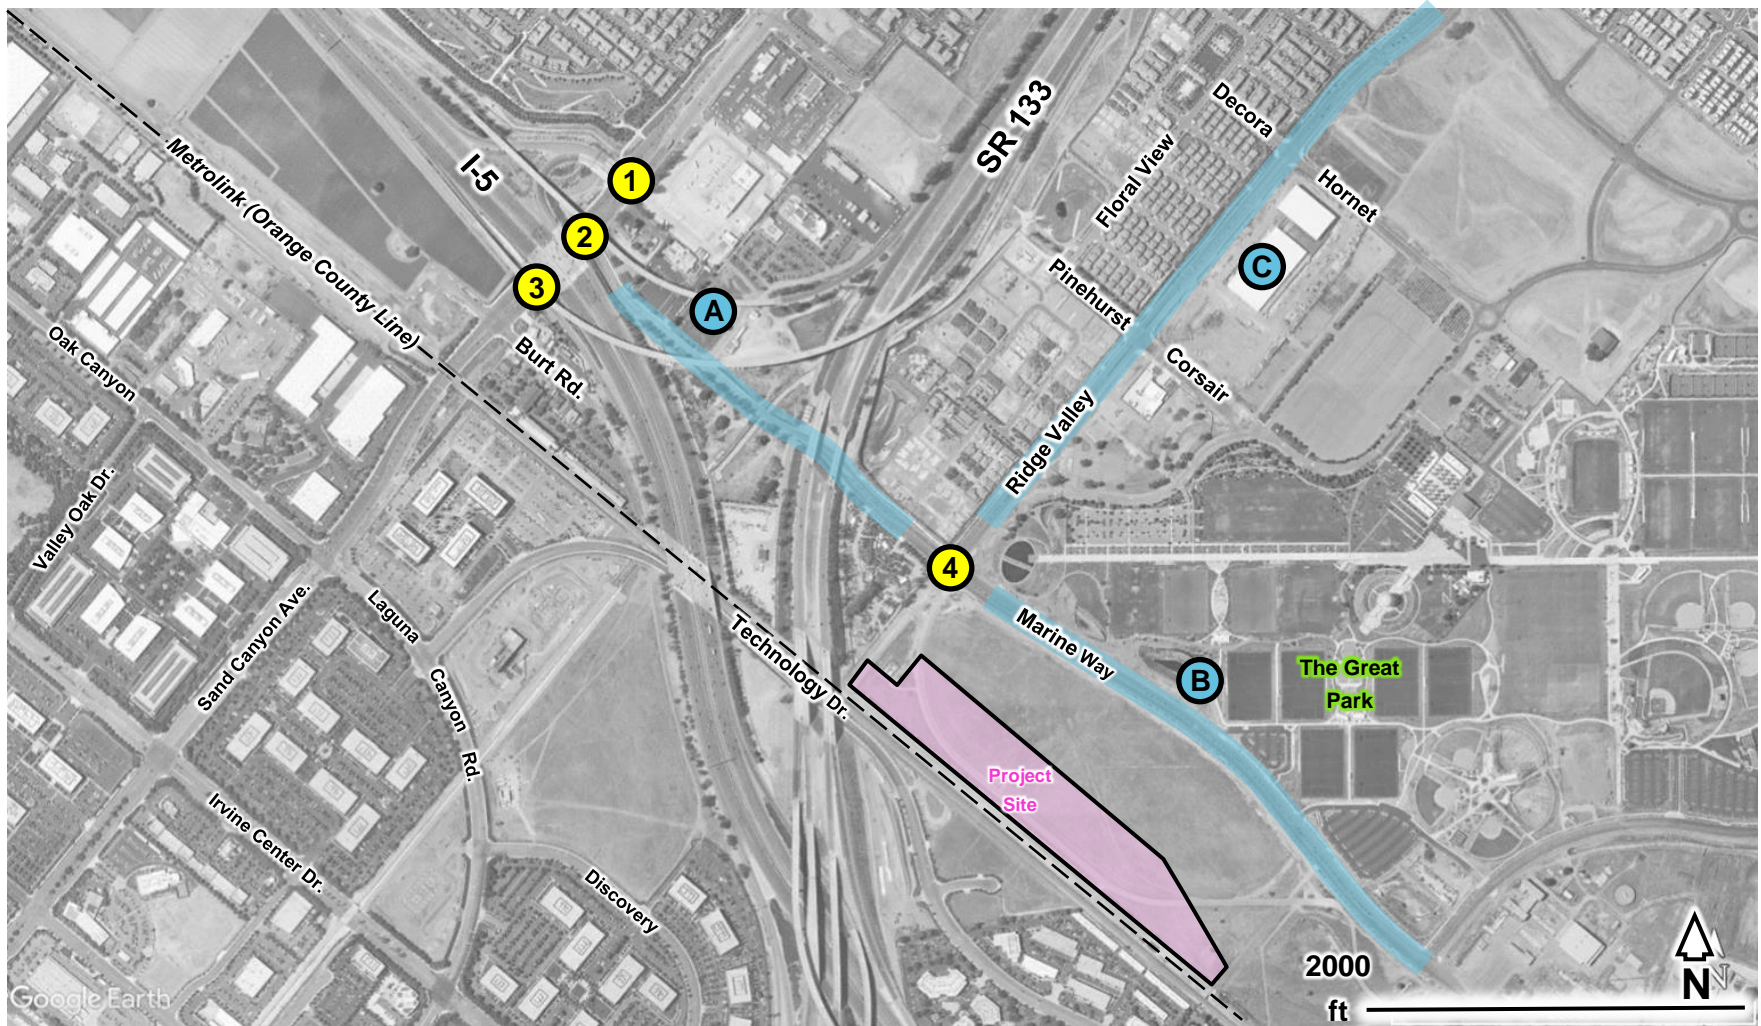 Decora
SR 133
I-5
Metrolink (Orange County Line)
1
Floral View
Hornet
2
3
A
C
Pinehurst
Oak Canyon
Burt Rd.
Corsair
Ridge Valley
Valley Oak Dr.
4
Sand Canyon Ave.
Laguna
Canyon
Rd.
Technology Dr.
Marine Way
B
The Great
Park
Project
Site
Irvine Center Dr.
Discovery
2000
ft
N
N
Google Earth